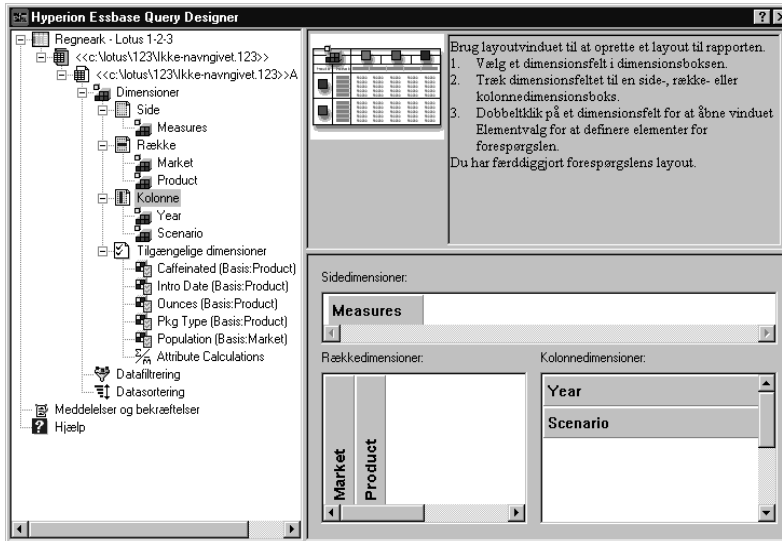 Hyperion Essbase Query Designer
Regneark - Lotus 1-2-3
<<c:\lotus\123\Ikke-navngivet.123>>
<<c:\lotus\123\Ikke-navngivet.123>>A
Dimensioner
Side
Measures
Række
Market
Product
Kolonne
Year
Scenario
Tilgængelige dimensioner
Caffeinated (Basis:Product)
Intro Date (Basis:Product)
Ounces (Basis:Product)
Pkg Type (Basis:Product)
Population (Basis:Market)
Attribute Calculations
Datafiltrering
Datasortering
Meddelelser og bekræftelser
Hjælp
Brug layoutvinduet til at oprette et layout til rapporten.
1. Vælg et dimensionsfelt i dimensionsboksen.
2. Træk dimensionsfeltet til en side-, række- eller
kolonnedimensionsboks.
3. Dobbeltklik på et dimensionsfelt for at åbne vinduet
Elementvalg for at definere elementer for
forespørgslen.
Du har færddiggjort forespørgslens layout.
Sidedimensioner:
Measures
Rækkedimensioner:
Market
Product
Kolonnedimensioner:
Year
Scenario